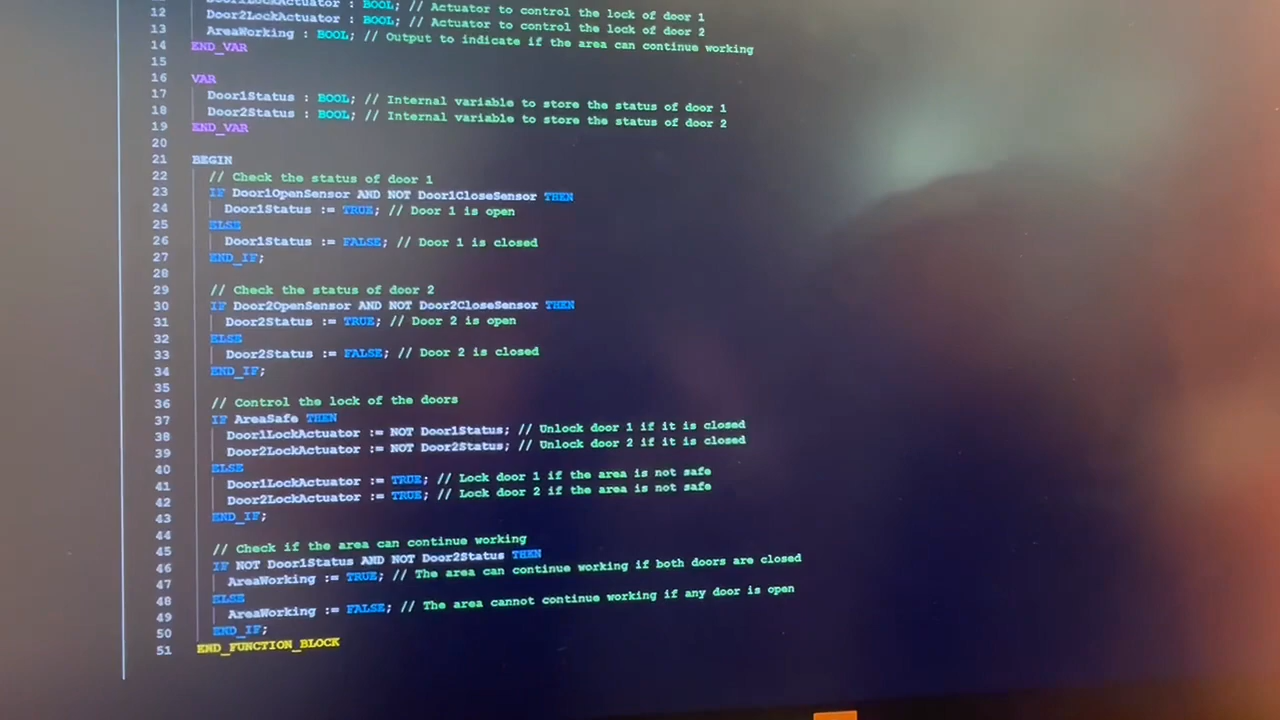 : BOOL; // Actuator to control the lock of door 1
12 Door2LockActuator : BOOL; // Actuator to control the lock of door 2
13 AreaWorking : BOOL; // Output to indicate if the area can continue working
14 END_VAR
15
16 VAR
17 Door1Status : BOOL; // Internal variable to store the status of door 1
18 Door2Status : BOOL; // Internal variable to store the status of door 2
19 END_VAR
20
21 BEGIN
22 // Check the status of door 1
23 IF Door1OpenSensor AND NOT Door1CloseSensor THEN
24 Door1Status := TRUE; // Door 1 is open
25 ELSE
26 Door1Status := FALSE; // Door 1 is closed
27 END_IF;
28
29 // Check the status of door 2
30 IF Door2OpenSensor AND NOT Door2CloseSensor THEN
31 Door2Status := TRUE; // Door 2 is open
32 ELSE
33 Door2Status := FALSE; // Door 2 is closed
34 END_IF;
35
36 // Control the lock of the doors
37 IF AreaSafe THEN
38 Door1LockActuator := NOT Door1Status; // Unlock door 1 if it is closed
39 Door2LockActuator := NOT Door2Status; // Unlock door 2 if it is closed
40 ELSE
41 Door1LockActuator := TRUE; // Lock door 1 if the area is not safe
42 Door2LockActuator := TRUE; // Lock door 2 if the area is not safe
43 END_IF;
44
45 // Check if the area can continue working
46 IF NOT Door1Status AND NOT Door2Status THEN
47 AreaWorking := TRUE; // The area can continue working if both doors are closed
48 ELSE
49 AreaWorking := FALSE; // The area cannot continue working if any door is open
50 END_IF;
51 END_FUNCTION_BLOCK